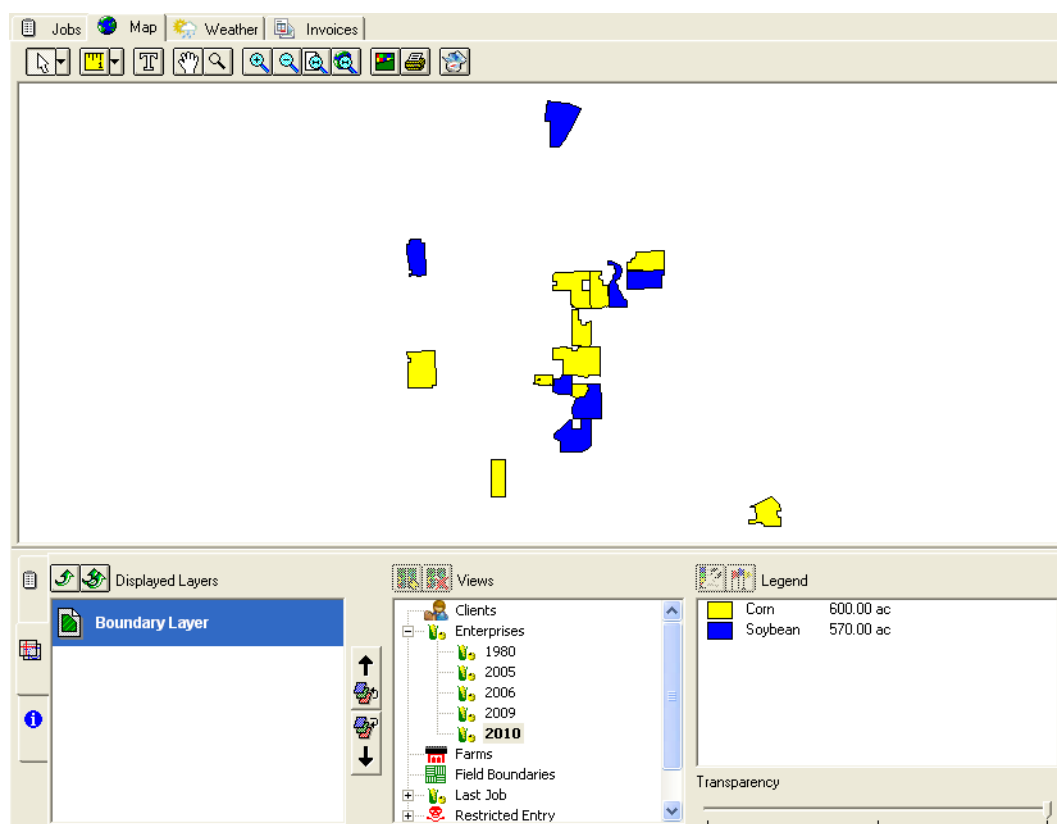 Jobs Map Weather Invoices
T
Displayed Layers
Boundary Layer
Views
Clients
Enterprises
1980
2005
2006
2009
2010
Farms
Field Boundaries
Last Job
Restricted Entry
Legend
Corn 600.00 ac
Soybean 570.00 ac
Transparency